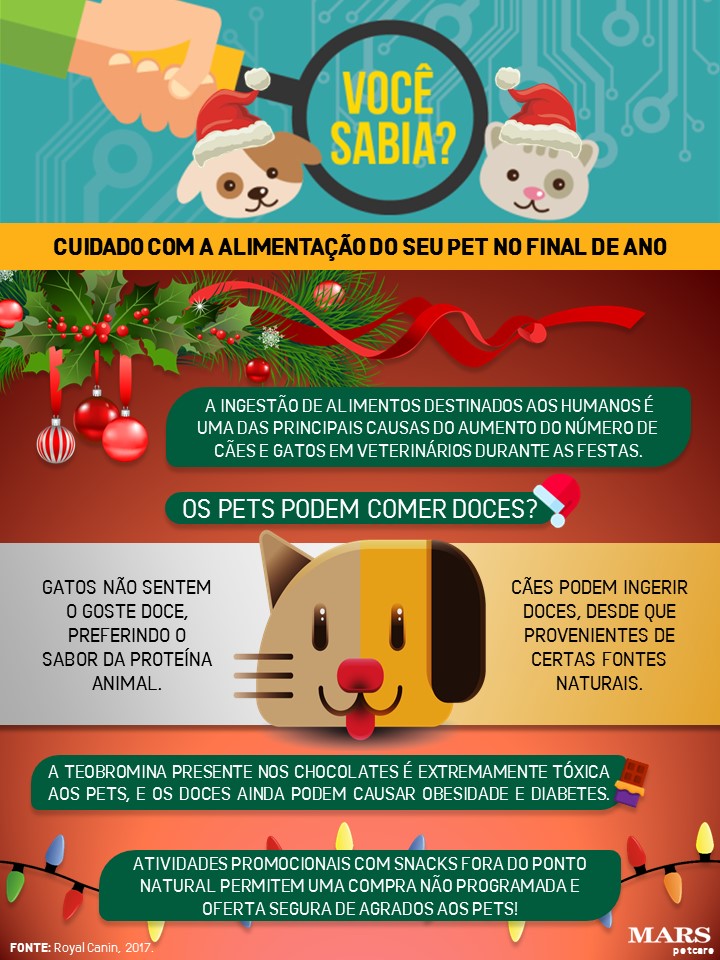 VOCÊ
SABIA?
CUIDADO COM A ALIMENTAÇÃO DO SEU PET NO FINAL DE ANO
A INGESTÃO DE ALIMENTOS DESTINADOS AOS HUMANOS É
UMA DAS PRINCIPAIS CAUSAS DO AUMENTO DO NÚMERO DE
CÃES E GATOS EM VETERINÁRIOS DURANTE AS FESTAS.
OS PETS PODEM COMER DOCES?
GATOS NÃO SENTEM
O GOSTE DOCE,
PREFERINDO O
SABOR DA PROTEÍNA
ANIMAL.
CÃES PODEM INGERIR
DOCES, DESDE QUE
PROVENIENTES DE
CERTAS FONTES
NATURAIS.
A TEOBROMINA PRESENTE NOS CHOCOLATES É EXTREMAMENTE TÓXICA
AOS PETS, E OS DOCES AINDA PODEM CAUSAR OBESIDADE E DIABETES.
ATIVIDADES PROMOCIONAIS COM SNACKS FORA DO PONTO
NATURAL PERMITEM UMA COMPRA NÃO PROGRAMADA E
OFERTA SEGURA DE AGRADOS AOS PETS!
FONTE: Royal Canin, 2017.
MARS
petcare